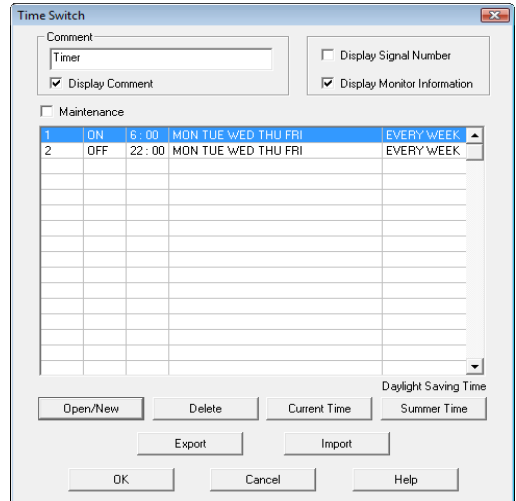 Time Switch
Comment
Timer
Display Comment
Display Signal Number
Display Monitor Information
Maintenance
1 ON 6 : 00 MON TUE WED THU FRI EVERY WEEK
2 OFF 22 : 00 MON TUE WED THU FRI EVERY WEEK
Daylight Saving Time
Open/New Delete Current Time Summer Time
Export Import
OK Cancel Help